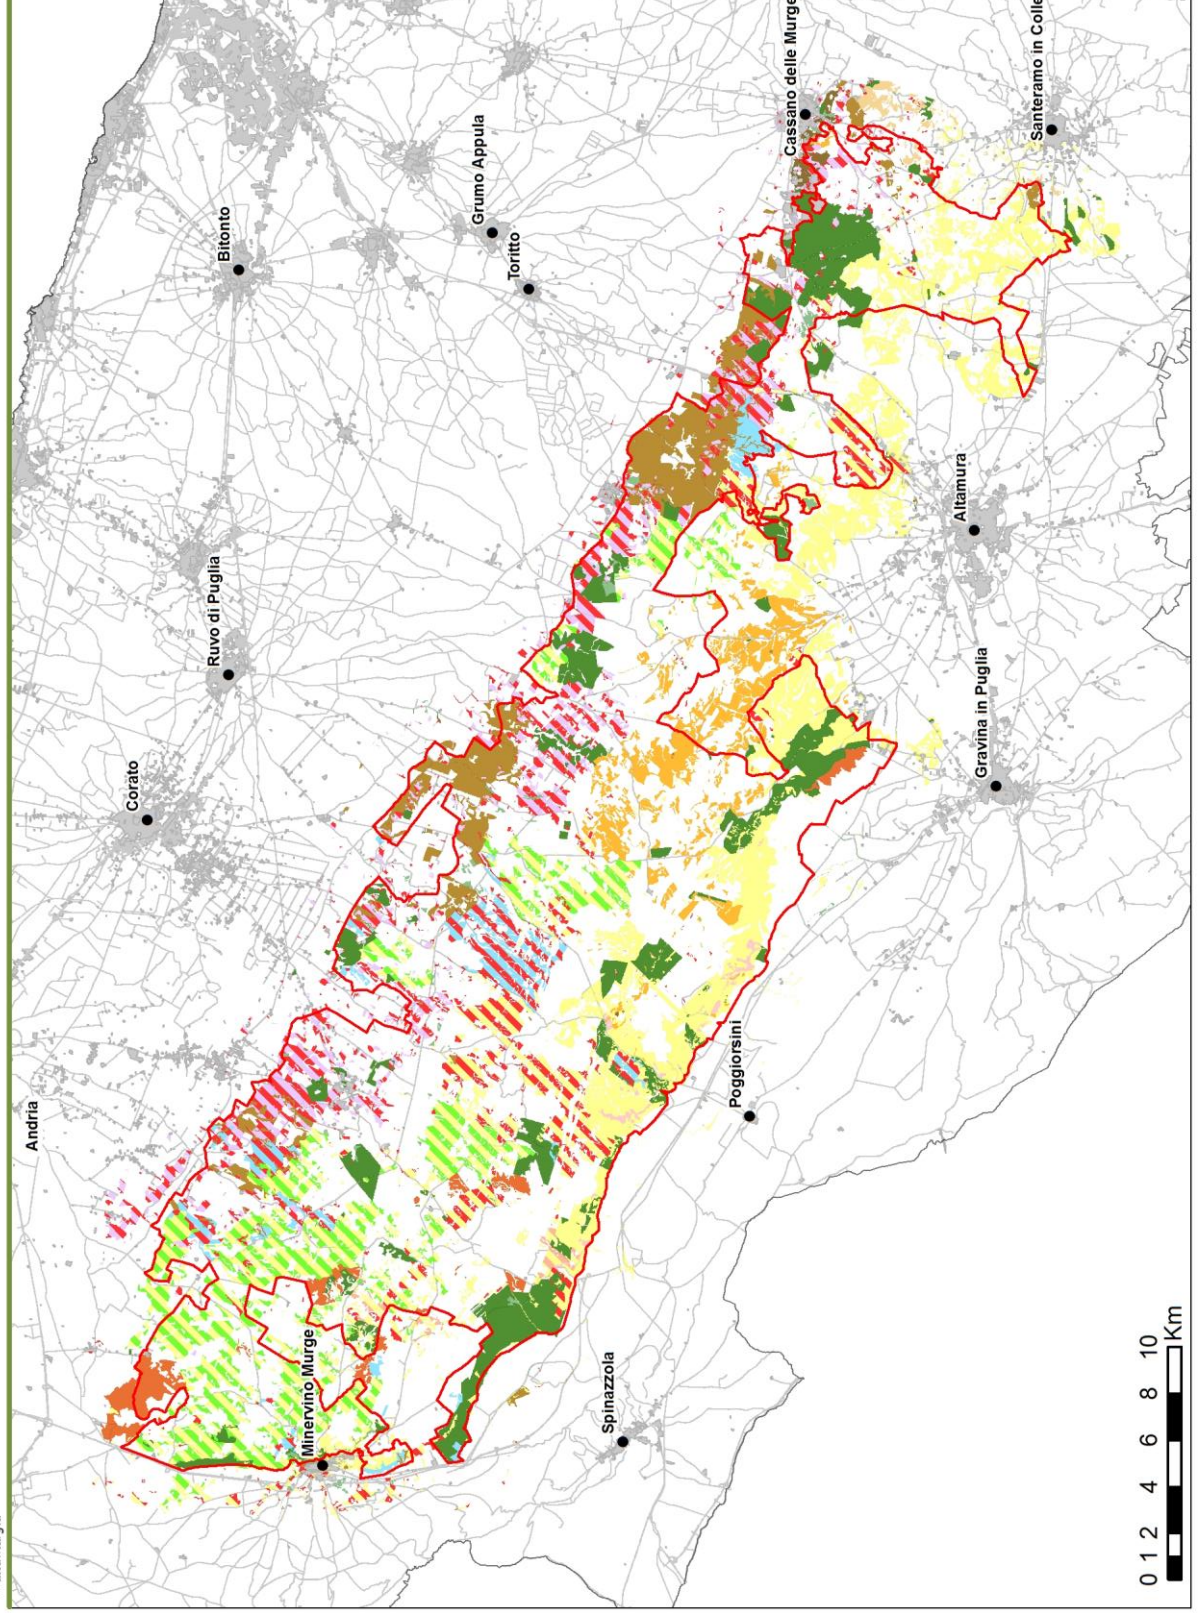 Andria
Corato
Ruvo di Puglia
Bitonto
Grumo Appula
Toritto
Cassano delle Murge
Santeramo in Colle
Minervino Murge
Spinazzola
Poggiorsini
Gravina in Puglia
Altamura
0 1 2 4 6 8 10
Km